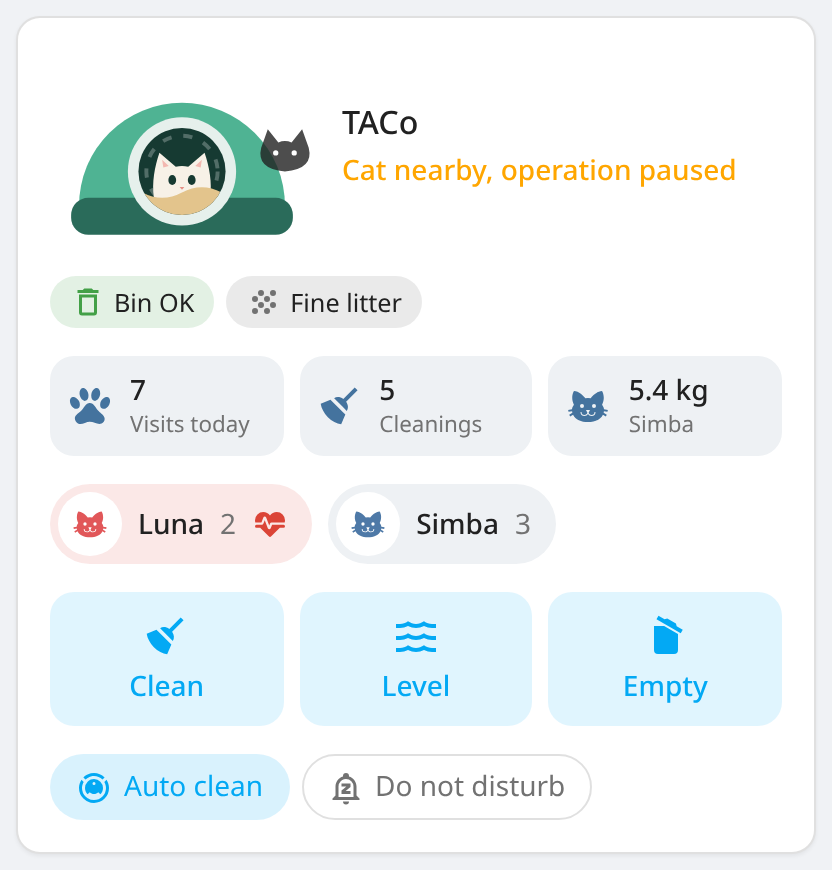 TACo
Cat nearby, operation paused
Bin OK
Fine litter
7
Visits today
5
Cleanings
5.4 kg
Simba
Luna 2
Simba 3
Clean
Level
Empty
Auto clean
Do not disturb